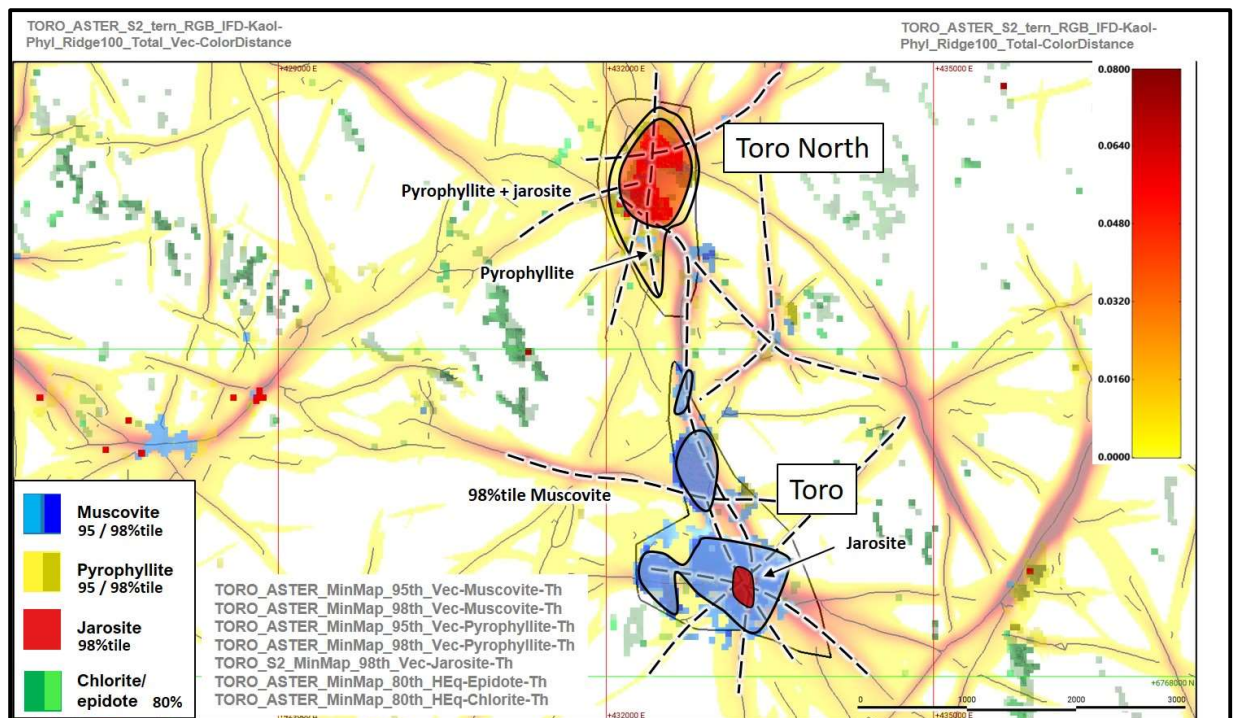 TORO_ASTER_S2_tern_RGB_IFD-Kaol-
Phyl_Ridge100_Total_Vec-ColorDistance
TORO_ASTER_S2_tern_RGB_IFD-Kaol-
Phyl_Ridge100_Total-ColorDistance
+429000 E
+432000 E
+435000 E
0.0800
0.0640
0.0480
0.0320
0.0160
0.0000
Toro North
Pyrophyllite + jarosite
Pyrophyllite
98%tile Muscovite
Toro
Jarosite
Muscovite
95 / 98%tile
Pyrophyllite
95 / 98%tile
Jarosite
98%tile
Chlorite/
epidote 80%
TORO_ASTER_MinMap_95th_Vec-Muscovite-Th
TORO_ASTER_MinMap_98th_Vec-Muscovite-Th
TORO_ASTER_MinMap_95th_Vec-Pyrophyllite-Th
TORO_ASTER_MinMap_98th_Vec-Pyrophyllite-Th
TORO_S2_MinMap_98th_Vec-Jarosite-Th
TORO_ASTER_MinMap_80th_HEq-Epidote-Th
TORO_ASTER_MinMap_80th_HEq-Chlorite-Th
+6768000 N
0 1000 2000 3000
+432000 E
+435000 E